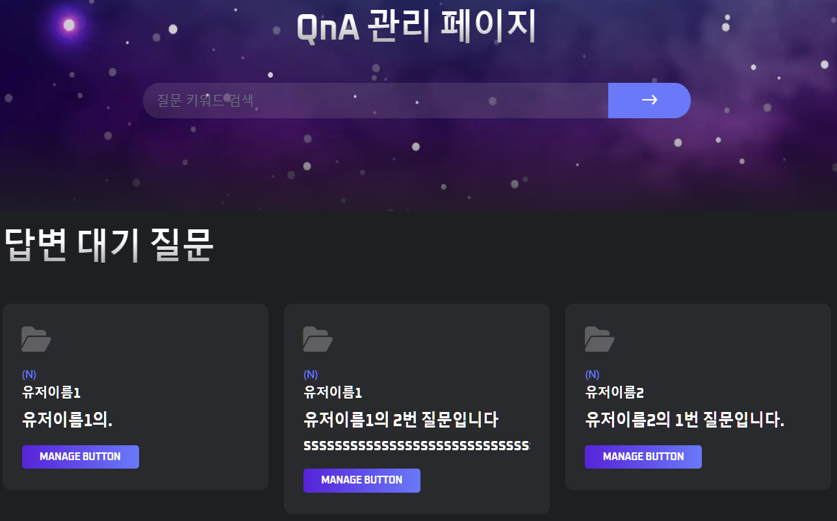 QnA 관리 페이지
질문 키워드 검색
답변 대기 질문
(N)
유저이름1
유저이름1의.
MANAGE BUTTON
(N)
유저이름1
유저이름1의 2번 질문입니다
sssssssssssssssssssssssssssss
MANAGE BUTTON
(N)
유저이름2
유저이름2의 1번 질문입니다.
MANAGE BUTTON